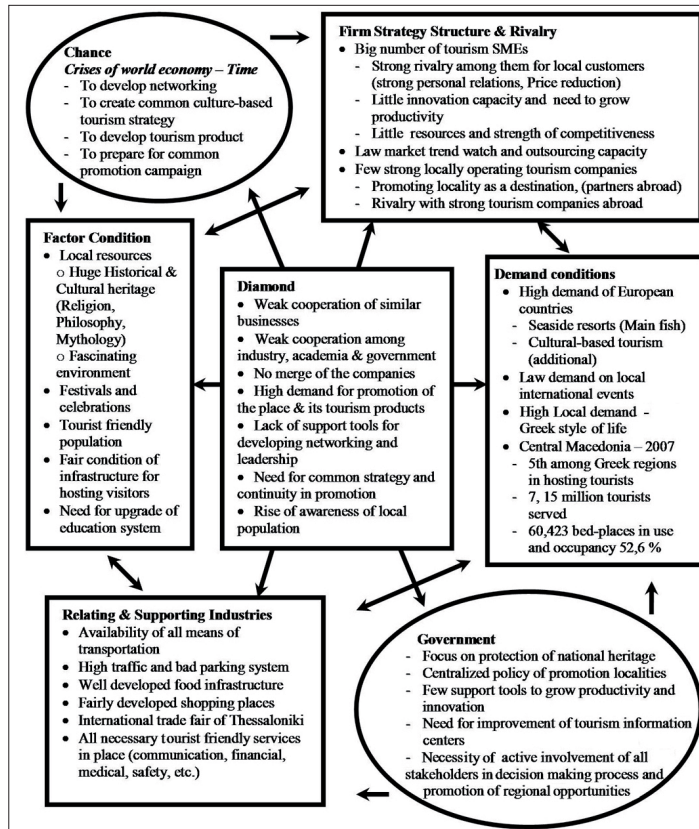 Chance
Crises of world economy – Time
- To develop networking
- To create common culture-based
tourism strategy
- To develop tourism product
- To prepare for common
promotion campaign
Firm Strategy Structure & Rivalry
• Big number of tourism SMEs
- Strong rivalry among them for local customers
(strong personal relations, Price reduction)
- Little innovation capacity and need to grow
productivity
- Little resources and strength of competitiveness
• Law market trend watch and outsourcing capacity
• Few strong locally operating tourism companies
- Promoting locality as a destination, (partners abroad)
- Rivalry with strong tourism companies abroad
Factor Condition
• Local resources
o Huge Historical &
Cultural heritage
(Religion,
Philosophy,
Mythology)
o Fascinating
environment
• Festivals and
celebrations
• Tourist friendly
population
• Fair condition of
infrastructure for
hosting visitors
• Need for upgrade of
education system
Diamond
• Weak cooperation of similar
businesses
• Weak cooperation among
industry, academia & government
• No merge of the companies
• High demand for promotion of
the place & its tourism products
• Lack of support tools for
developing networking and
leadership
• Need for common strategy and
continuity in promotion
• Rise of awareness of local
population
Demand conditions
• High demand of European
countries
- Seaside resorts (Main fish)
- Cultural-based tourism
(additional)
• Law demand on local
international events
• High Local demand -
Greek style of life
• Central Macedonia – 2007
- 5th among Greek regions
in hosting tourists
- 7, 15 million tourists
served
- 60,423 bed-places in use
and occupancy 52,6 %
Relating & Supporting Industries
• Availability of all means of
transportation
• High traffic and bad parking system
• Well developed food infrastructure
• Fairly developed shopping places
• International trade fair of Thessaloniki
• All necessary tourist friendly services
in place (communication, financial,
medical, safety, etc.)
Government
- Focus on protection of national heritage
- Centralized policy of promotion localities
- Few support tools to grow productivity and
innovation
- Need for improvement of tourism information
centers
- Necessity of active involvement of all
stakeholders in decision making process and
promotion of regional opportunities